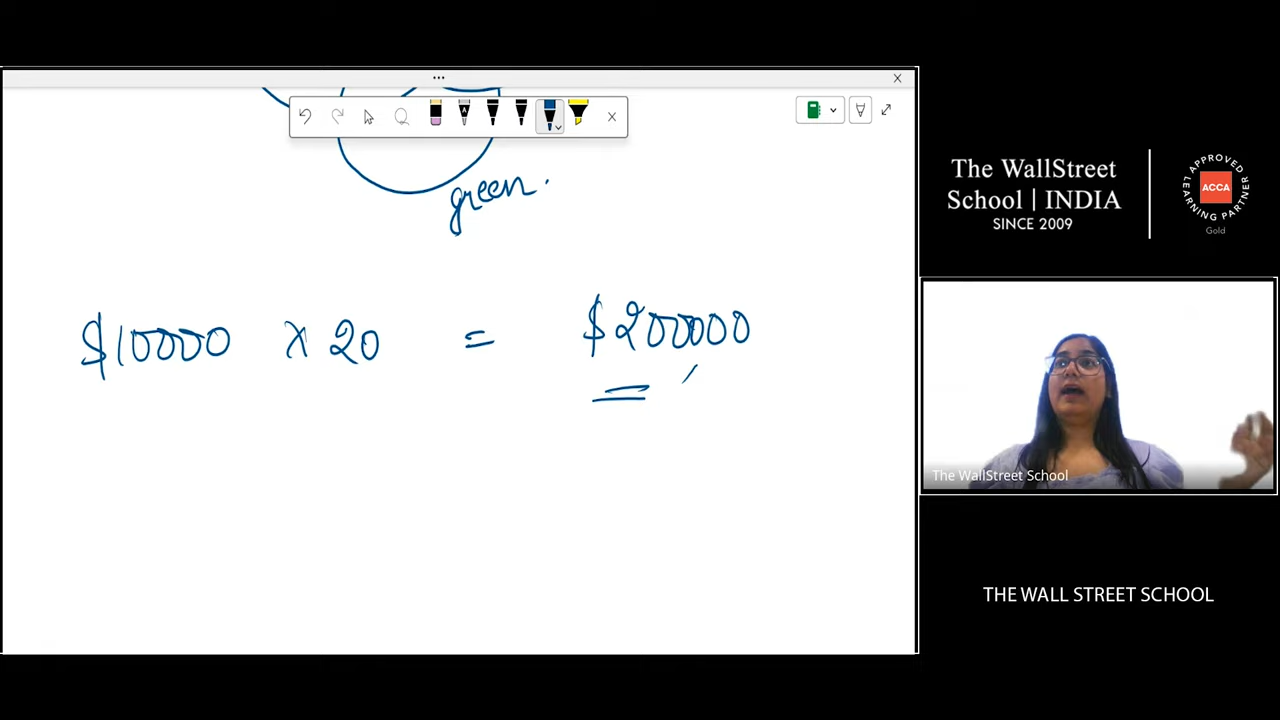 The WallStreet
School | INDIA
SINCE 2009
APPROVED
LEARNING PARTNER
ACCA
Gold
green.
$10000 x 20 = $200000
The WallStreet School
THE WALL STREET SCHOOL